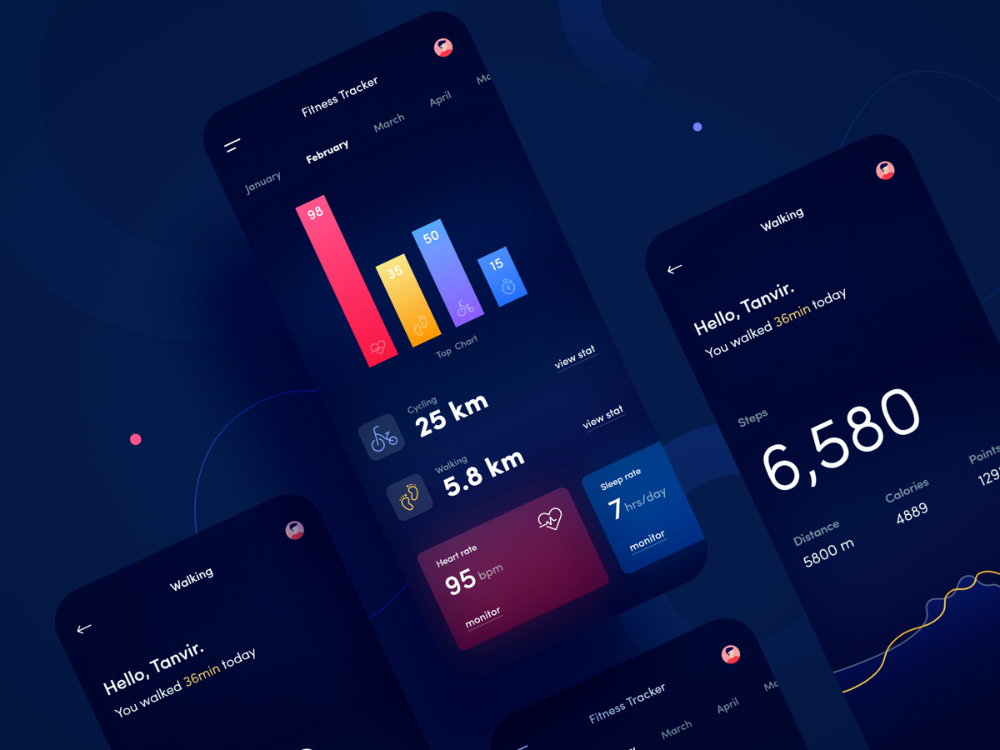 Fitness Tracker
January February March April
98
35
50
15
Top Chart
Cycling
25 km
view stat
Walking
5.8 km
view stat
Heart rate
95 bpm
monitor
Sleep rate
7 hrs/day
monitor
Walking
Hello, Tanvir.
You walked 36min today
Steps
6,580
Distance
5800 m
Calories
4889
Points
Walking
Hello, Tanvir.
You walked 36min today
Fitness Tracker
March April